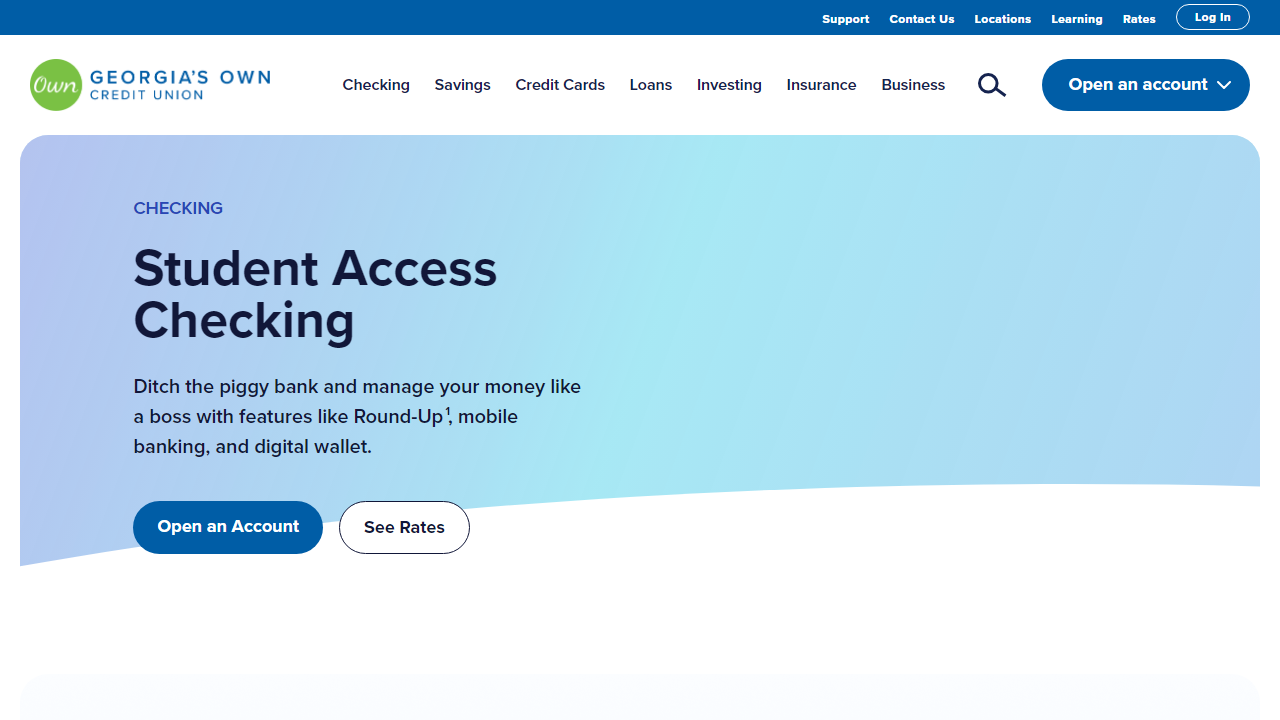 Support Contact Us Locations Learning Rates Log In
Own GEORGIA'S OWN
CREDIT UNION
Checking Savings Credit Cards Loans Investing Insurance Business Open an account
CHECKING
Student Access
Checking
Ditch the piggy bank and manage your money like
a boss with features like Round-Up¹, mobile
banking, and digital wallet.
Open an Account See Rates